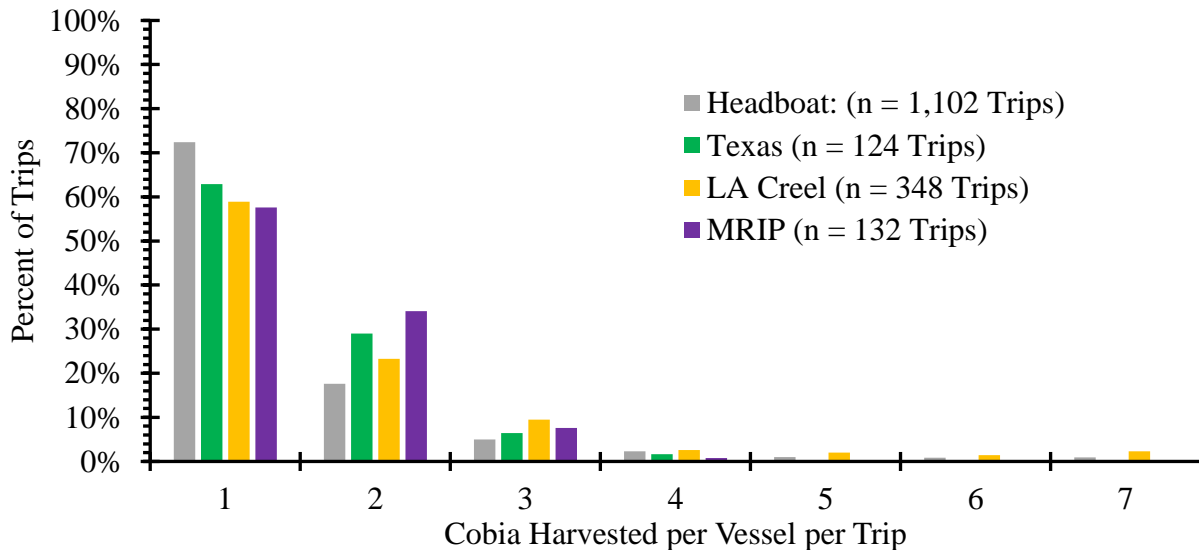 100%
90%
80%
70%
60%
50%
40%
30%
20%
10%
0%
Percent of Trips
Headboat: (n = 1,102 Trips)
Texas (n = 124 Trips)
LA Creel (n = 348 Trips)
MRIP (n = 132 Trips)
1 2 3 4 5 6 7
Cobia Harvested per Vessel per Trip